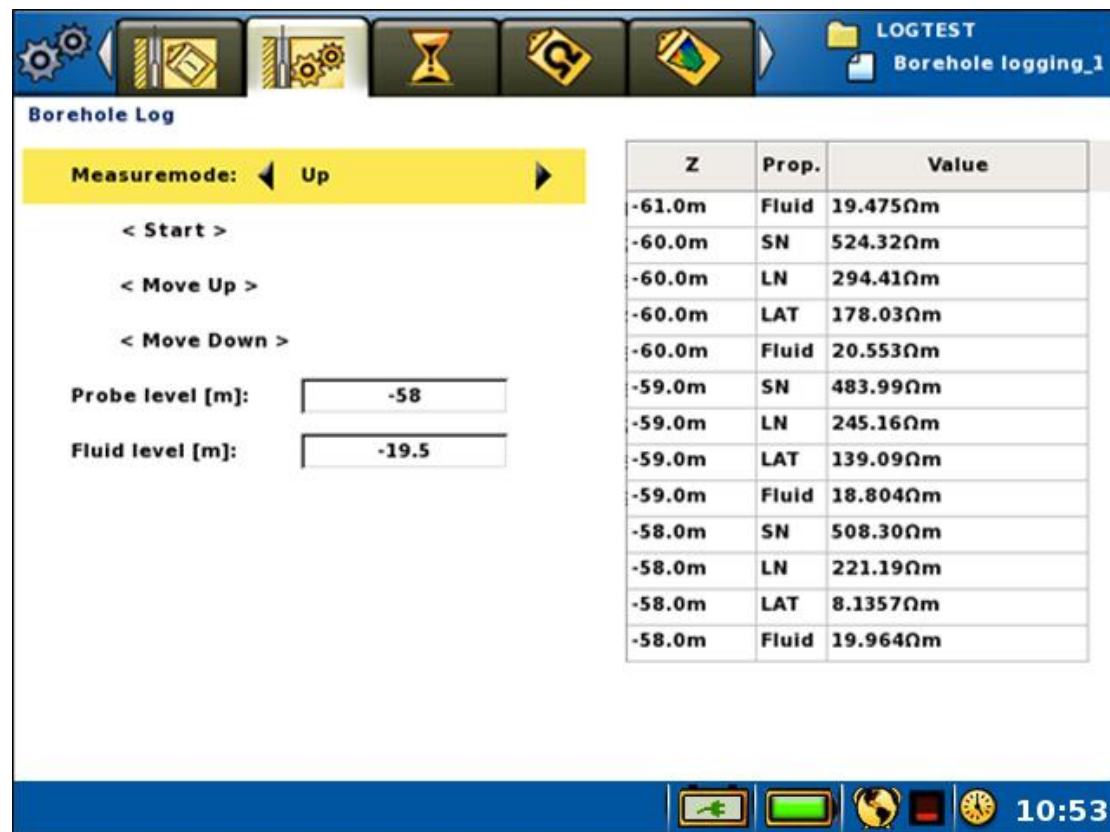 LOGTEST
Borehole logging_1
Borehole Log
Measuremode: Up
< Start >
< Move Up >
< Move Down >
Probe level [m]: -58
Fluid level [m]: -19.5
Z Prop. Value
-61.0m Fluid 19.475Ωm
-60.0m SN 524.32Ωm
-60.0m LN 294.41Ωm
-60.0m LAT 178.03Ωm
-60.0m Fluid 20.553Ωm
-59.0m SN 483.99Ωm
-59.0m LN 245.16Ωm
-59.0m LAT 139.09Ωm
-59.0m Fluid 18.804Ωm
-58.0m SN 508.30Ωm
-58.0m LN 221.19Ωm
-58.0m LAT 8.1357Ωm
-58.0m Fluid 19.964Ωm
10:53